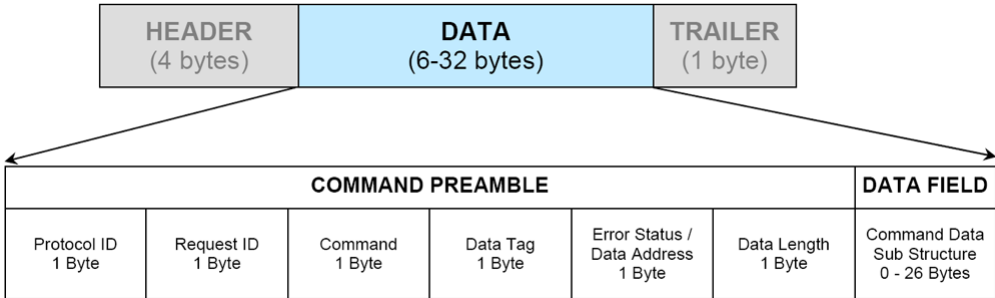 HEADER
(4 bytes)
DATA
(6-32 bytes)
TRAILER
(1 byte)
COMMAND PREAMBLE
DATA FIELD
Protocol ID
1 Byte
Request ID
1 Byte
Command
1 Byte
Data Tag
1 Byte
Error Status /
Data Address
1 Byte
Data Length
1 Byte
Command Data
Sub Structure
0 - 26 Bytes